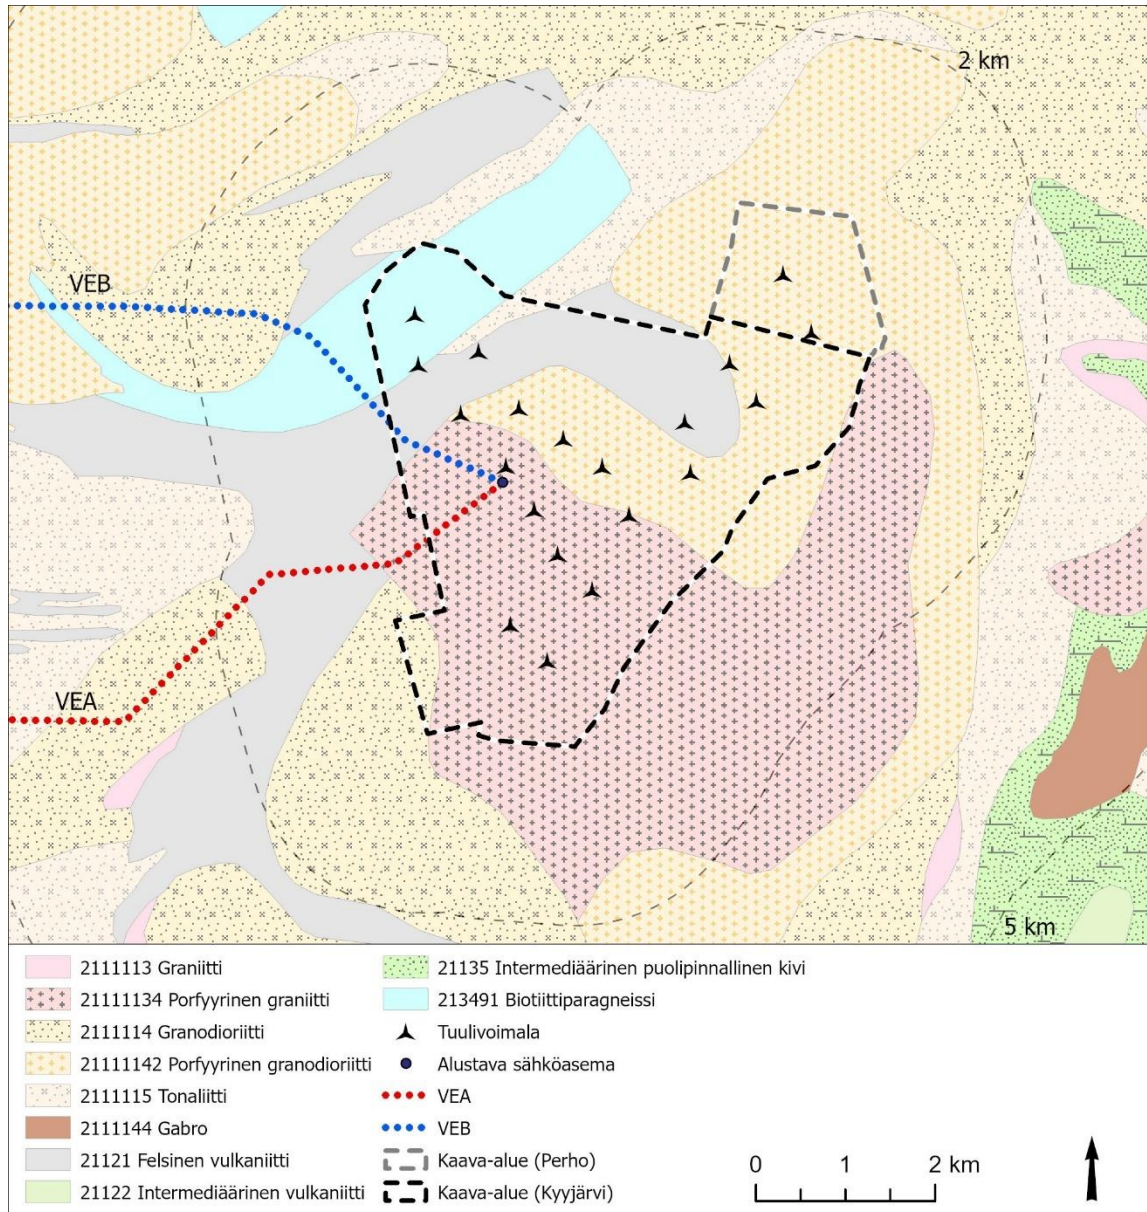 2 km
VEB
VEA
5 km
2111113 Graniitti
21111134 Porfyyrinen graniitti
2111114 Granodioriitti
21111142 Porfyyrinen granodioriitti
2111115 Tonaliitti
2111144 Gabro
21121 Felsinen vulkaniitti
21122 Intermediäärinen vulkaniitti
21135 Intermediäärinen puolipinnallinen kivi
213491 Biotiittiparagneissi
Tuulivoimala
Alustava sähköasema
VEA
VEB
Kaava-alue (Perho)
Kaava-alue (Kyyjärvi)
0 1 2 km